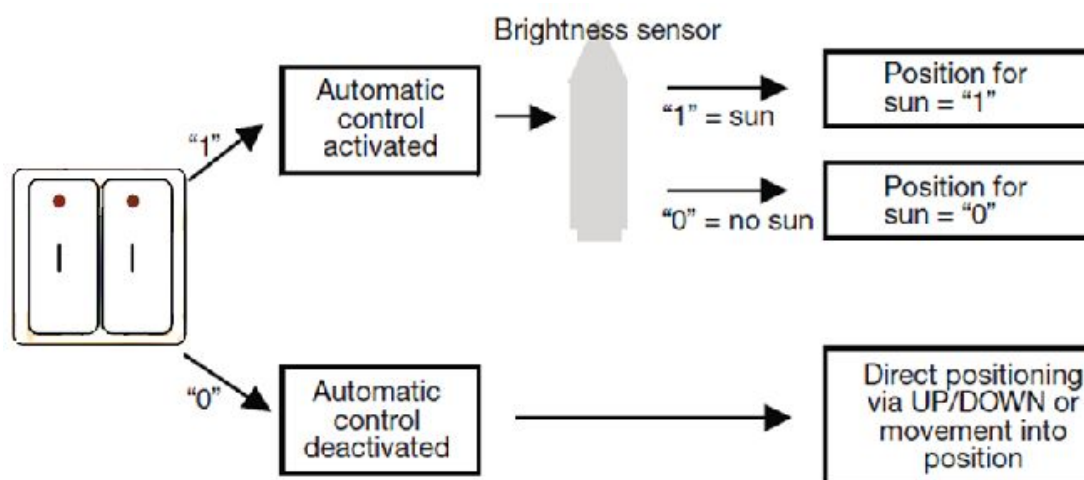 Brightness sensor
“1”
Automatic
control
activated
“1” = sun
Position for
sun = “1”
“0” = no sun
Position for
sun = “0”
“0”
Automatic
control
deactivated
Direct positioning
via UP/DOWN or
movement into
position